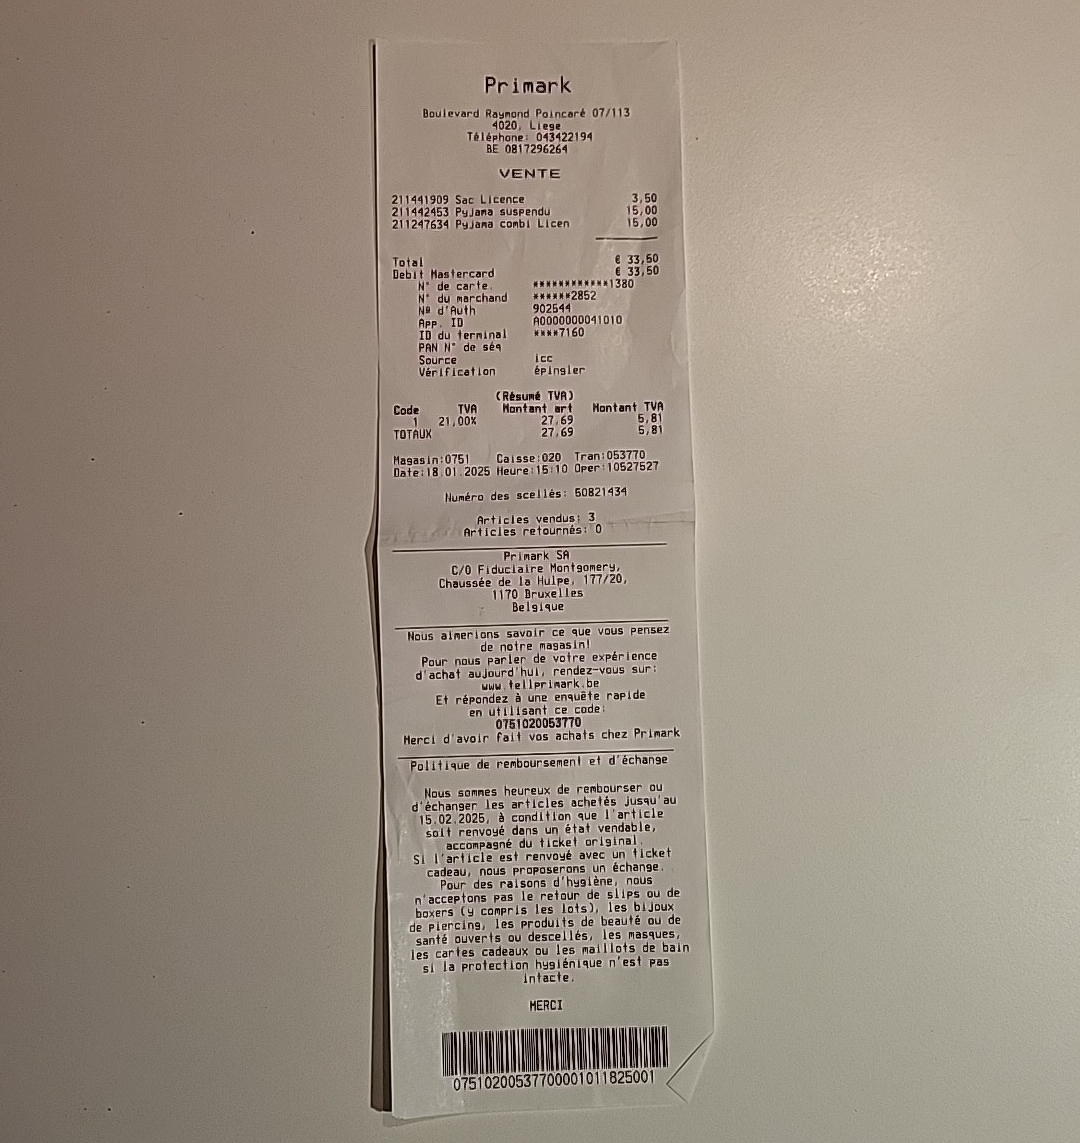 Primark
Boulevard Raymond Poincaré 07/113
4020, Liege
Téléphone: 043422194
BE 0817296264
VENTE
211441909 Sac Licence 3,50
211442453 Pyjama suspendu 15,00
211247634 Pyjama combi Licen 15,00
Total € 33,50
Debit Mastercard € 33,50
N° de carte. ************1380
N° du marchand ******2852
Nº d'Auth 902544
App. ID A0000000041010
ID du terminal ****7160
PAN N° de séq
Source icc
Vérification épingler
(Résumé TVA)
Code TVA Montant art Montant TVA
1 21,00% 27,69 5,81
TOTAUX 27,69 5,81
Magasin:0751 Caisse:020 Tran:053770
Date:18.01.2025 Heure:15:10 Oper:10527527
Numéro des scellés: 50821434
Articles vendus: 3
Articles retournés: 0
Primark SA
C/O Fiduciaire Montgomery,
Chaussée de la Hulpe, 177/20,
1170 Bruxelles
Belgique
Nous aimerions savoir ce que vous pensez
de notre magasin!
Pour nous parler de votre expérience
d'achat aujourd'hui, rendez-vous sur:
www.tellprimark.be
Et répondez à une enquête rapide
en utilisant ce code:
0751020053770
Merci d'avoir fait vos achats chez Primark
Politique de remboursement et d'échange
Nous sommes heureux de rembourser ou
d'échanger les articles achetés jusqu'au
15.02.2025, à condition que l'article
soit renvoyé dans un état vendable,
accompagné du ticket original.
Si l'article est renvoyé avec un ticket
cadeau, nous proposerons un échange.
Pour des raisons d'hygiène, nous
n'acceptons pas le retour de slips ou de
boxers (y compris les lots), les bijoux
de piercing, les produits de beauté ou de
santé ouverts ou descellés, les masques,
les cartes cadeaux ou les maillots de bain
si la protection hygiénique n'est pas
intacte.
MERCI
07510200537700001011825001